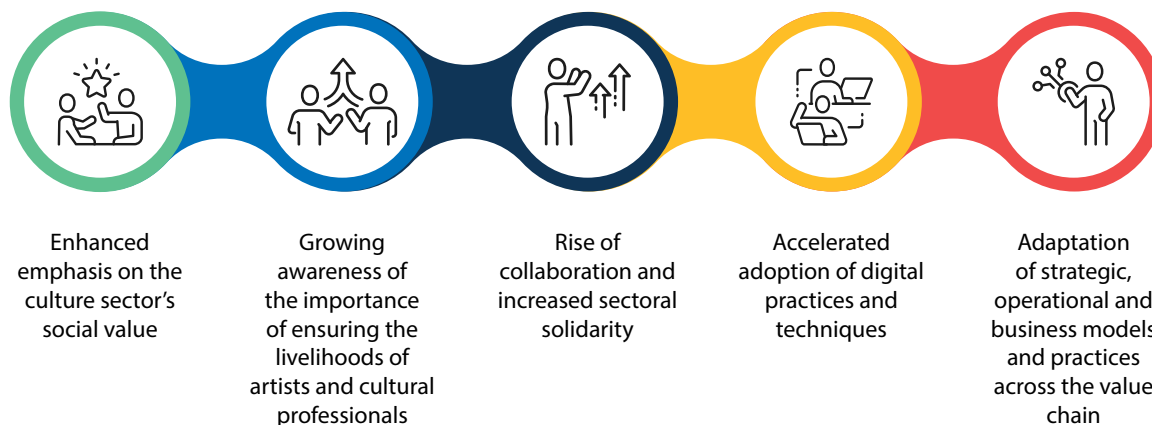 Enhanced
emphasis on the
culture sector's
social value
Growing
awareness of
the importance
of ensuring the
livelihoods of
artists and cultural
professionals
Rise of
collaboration and
increased sectoral
solidarity
Accelerated
adoption of digital
practices and
techniques
Adaptation
of strategic,
operational and
business models
and practices
across the value
chain